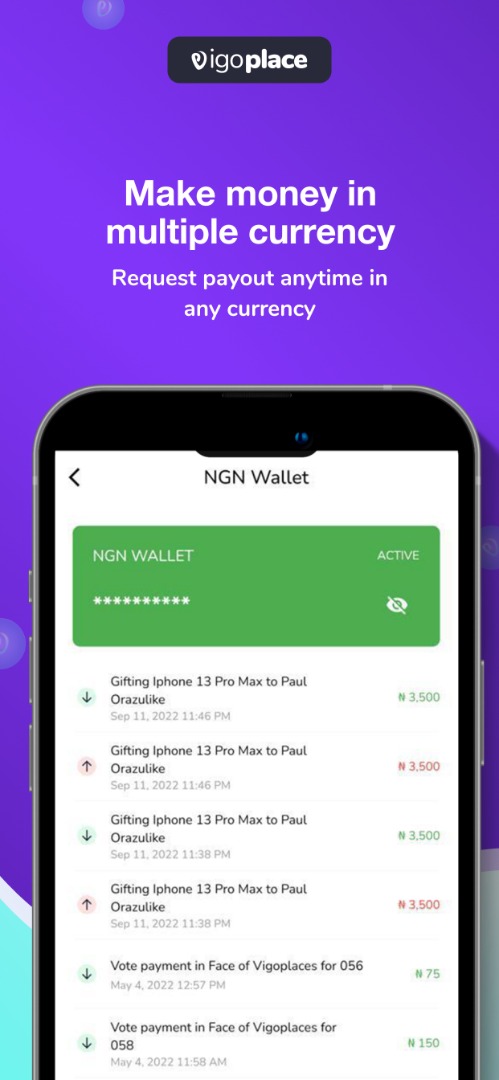 Vigoplace
Make money in
multiple currency
Request payout anytime in
any currency
NGN Wallet
NGN WALLET
ACTIVE
**********
Gifting Iphone 13 Pro Max to Paul
Orazulike
Sep 11, 2022 11:46 PM
₦ 3,500
Gifting Iphone 13 Pro Max to Paul
Orazulike
Sep 11, 2022 11:46 PM
₦ 3,500
Gifting Iphone 13 Pro Max to Paul
Orazulike
Sep 11, 2022 11:38 PM
₦ 3,500
Gifting Iphone 13 Pro Max to Paul
Orazulike
Sep 11, 2022 11:38 PM
₦ 3,500
Vote payment in Face of Vigoplaces for 056
May 4, 2022 12:57 PM
₦ 75
Vote payment in Face of Vigoplaces for
058
May 4, 2022 11:58 AM
₦ 150